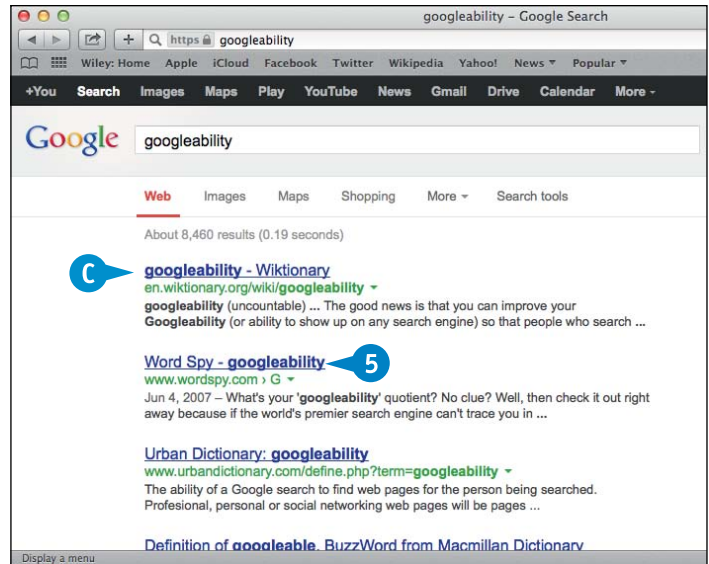 googleability – Google Search
https googleability
Wiley: Home Apple iCloud Facebook Twitter Wikipedia Yahoo! News Popular
+You Search Images Maps Play YouTube News Gmail Drive Calendar More
Google googleability
Web Images Maps Shopping More Search tools
About 8,460 results (0.19 seconds)
C googleability - Wiktionary
en.wiktionary.org/wiki/googleability
googleability (uncountable) ... The good news is that you can improve your
Googleability (or ability to show up on any search engine) so that people who search ...
Word Spy - googleability 5
www.wordspy.com › G
Jun 4, 2007 – What's your 'googleability' quotient? No clue? Well, then check it out right
away because if the world's premier search engine can't trace you in ...
Urban Dictionary: googleability
www.urbandictionary.com/define.php?term=googleability
The ability of a Google search to find web pages for the person being searched.
Profesional, personal or social networking web pages will be pages ...
Definition of googleable. BuzzWord from Macmillan Dictionary
Display a menu